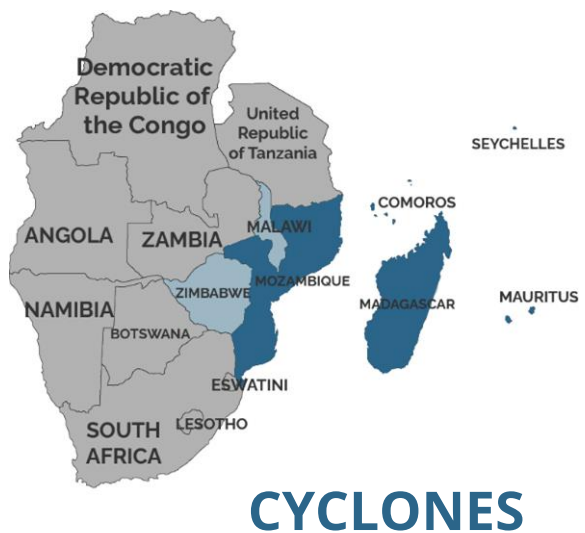 Democratic
Republic of
the Congo
United
Republic
of Tanzania
SEYCHELLES
COMOROS
MALAWI
ANGOLA
ZAMBIA
MOZAMBIQUE
ZIMBABWE
MADAGASCAR
MAURITUS
NAMIBIA
BOTSWANA
ESWATINI
LESOTHO
SOUTH
AFRICA
CYCLONES